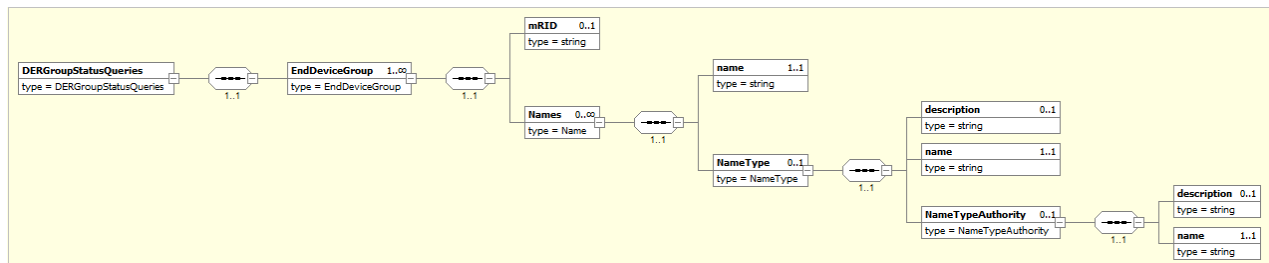 mRID 0..1
type = string
DERGroupStatusQueries
type = DERGroupStatusQueries
1..1
EndDeviceGroup 1..∞
type = EndDeviceGroup
1..1
Names 0..∞
type = Name
1..1
name 1..1
type = string
NameType 0..1
type = NameType
1..1
description 0..1
type = string
name 1..1
type = string
NameTypeAuthority 0..1
type = NameTypeAuthority
1..1
description 0..1
type = string
name 1..1
type = string